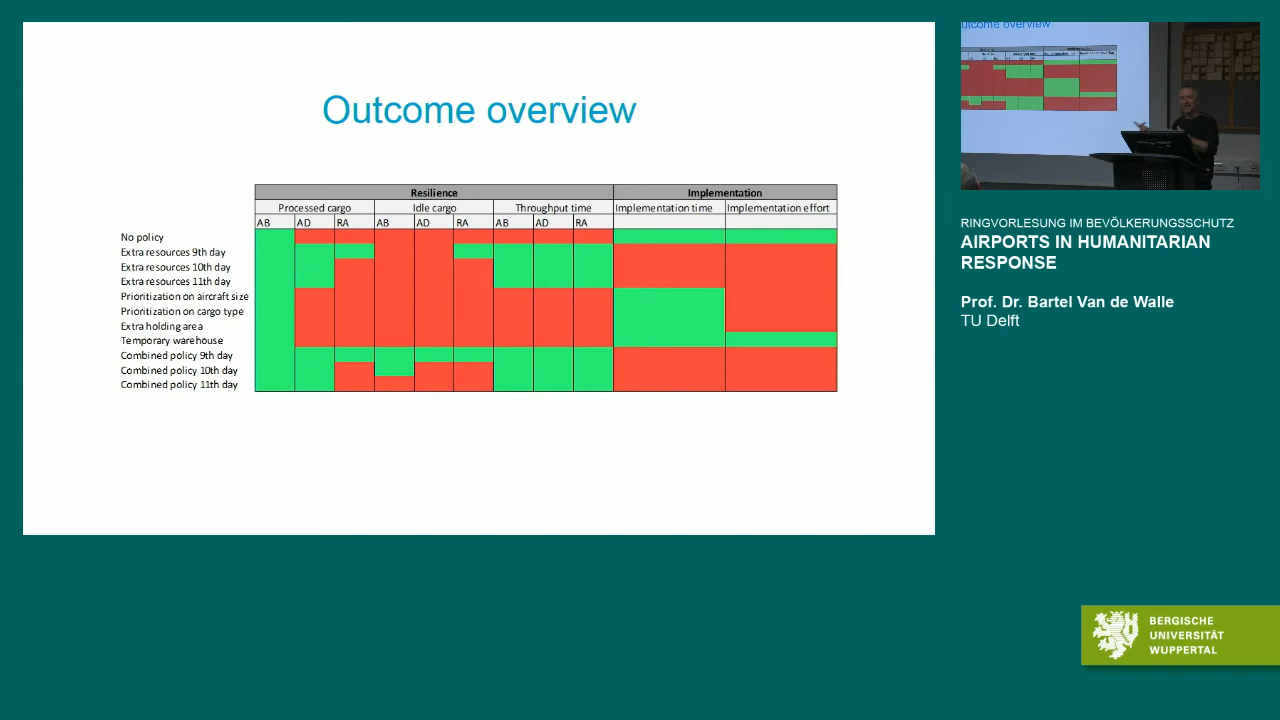 Outcome overview
Resilience Implementation
Processed cargo Idle cargo Throughput time Implementation time Implementation effort
AB AD RA AB AD RA AB AD RA
No policy
Extra resources 9th day
Extra resources 10th day
Extra resources 11th day
Prioritization on aircraft size
Prioritization on cargo type
Extra holding area
Temporary warehouse
Combined policy 9th day
Combined policy 10th day
Combined policy 11th day
utcome overview
RINGVORLESUNG IM BEVÖLKERUNGSSCHUTZ
AIRPORTS IN HUMANITARIAN
RESPONSE
Prof. Dr. Bartel Van de Walle
TU Delft
BERGISCHE
UNIVERSITÄT
WUPPERTAL